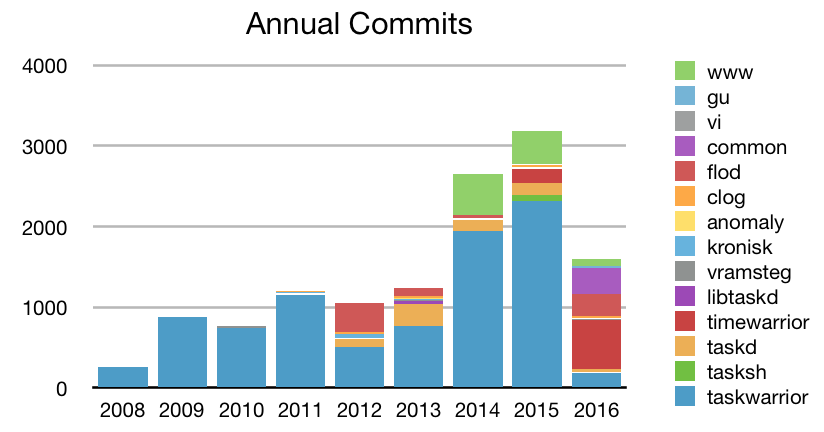 Annual Commits
4000
3000
2000
1000
0
2008 2009 2010 2011 2012 2013 2014 2015 2016
www
gu
vi
common
flod
clog
anomaly
kronisk
vramsteg
libtaskd
timewarrior
taskd
tasksh
taskwarrior